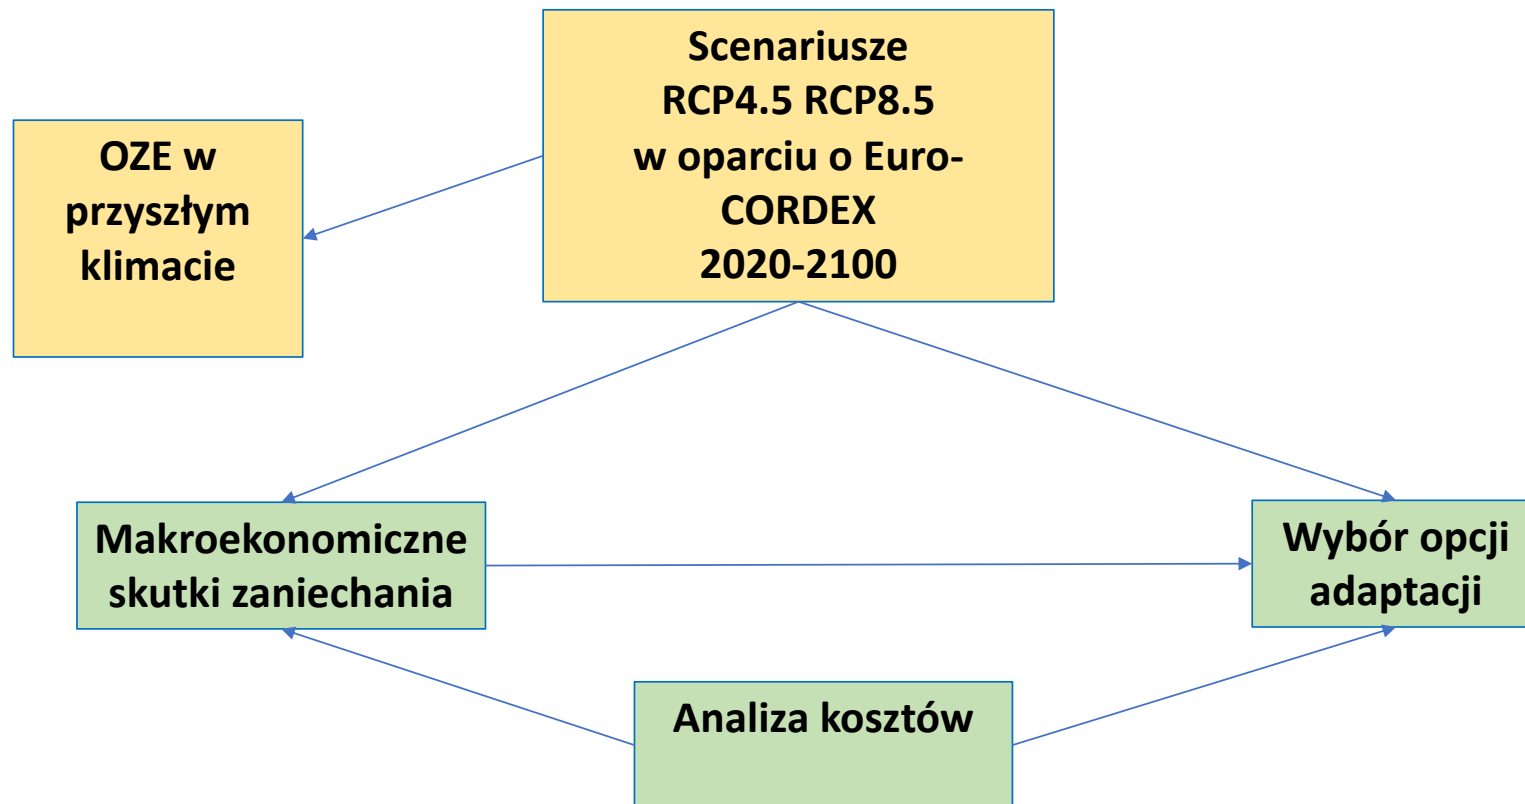 Scenariusze
RCP4.5 RCP8.5
w oparciu o Euro-
CORDEX
2020-2100
OZE w
przyszłym
klimacie
Makroekonomiczne
skutki zaniechania
Wybór opcji
adaptacji
Analiza kosztów